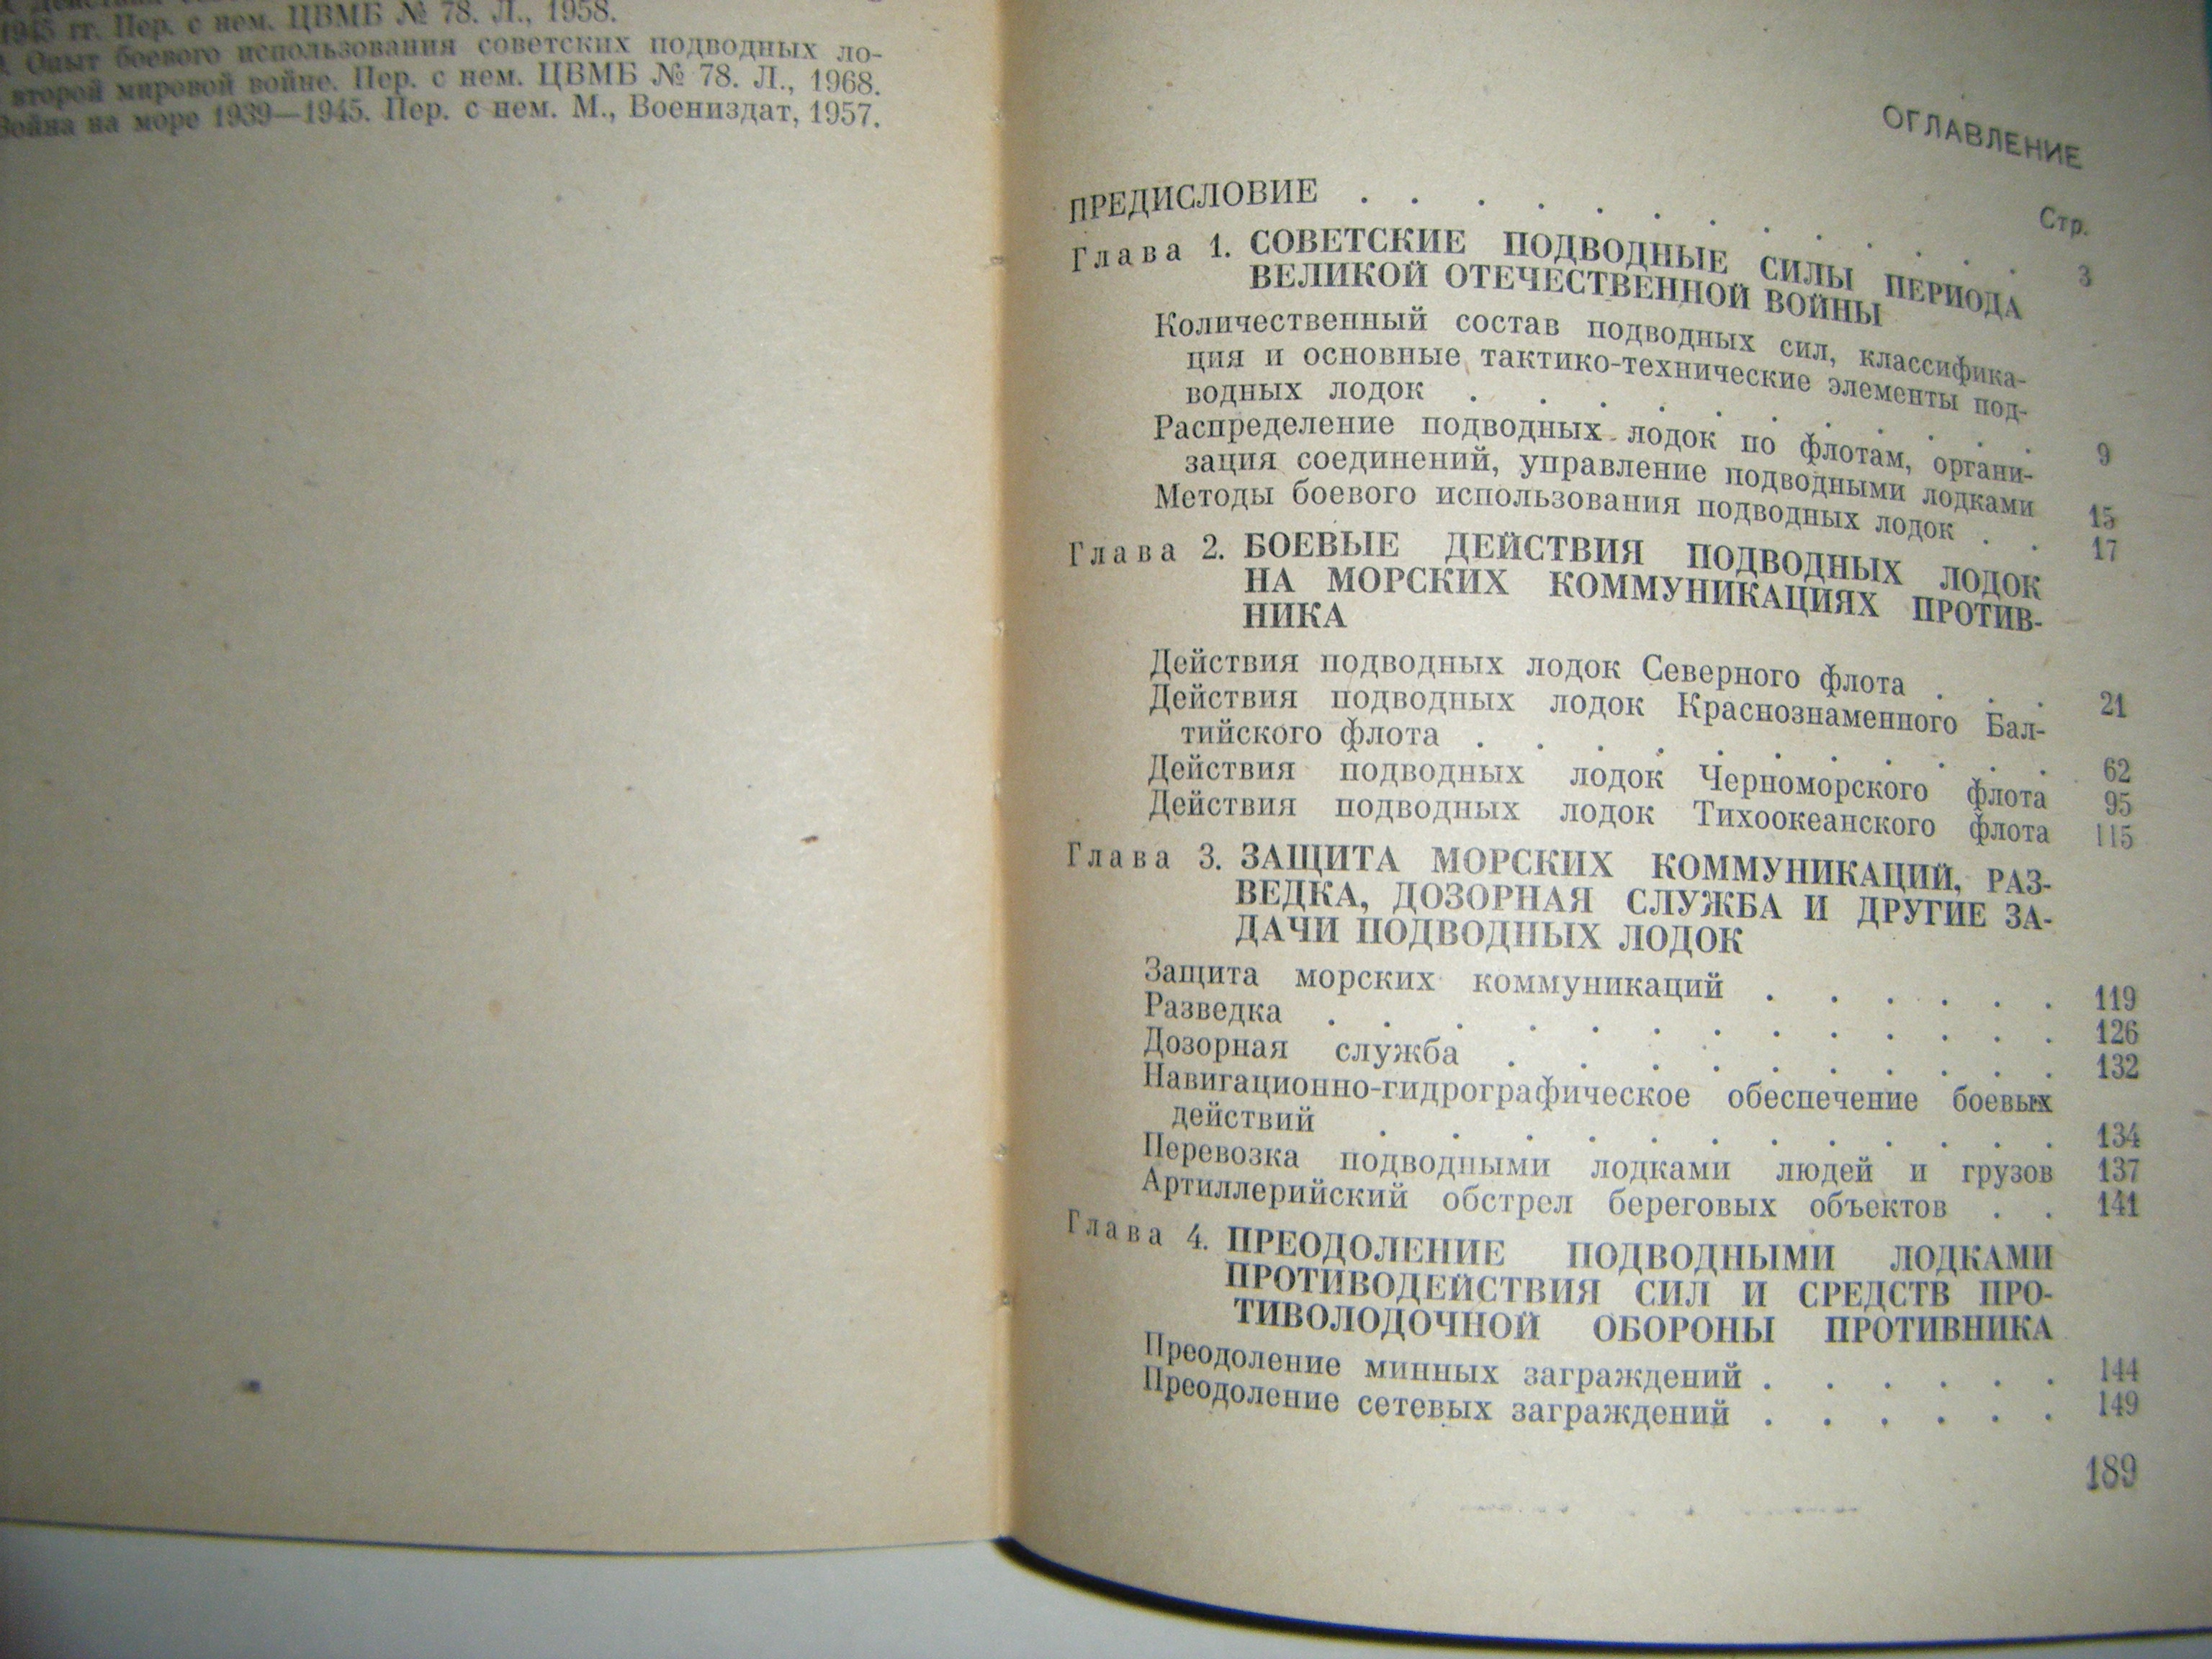 1945 гг. Пер. с нем. ЦВМБ № 78. Л., 1958.
Опыт боевого использования советских подводных ло-
второй мировой войне. Пер. с нем. ЦВМБ № 78. Л., 1968.
Война на море 1939—1945. Пер. с нем. М., Воениздат, 1957.
ОГЛАВЛЕНИЕ
Стр.
ПРЕДИСЛОВИЕ . . . . . . . . . . . . 3
Глава 1. СОВЕТСКИЕ ПОДВОДНЫЕ СИЛЫ ПЕРИОДА
ВЕЛИКОЙ ОТЕЧЕСТВЕННОЙ ВОЙНЫ
Количественный состав подводных сил, классифика-
ция и основные тактико-технические элементы под-
водных лодок . . . . . . . . . . 9
Распределение подводных лодок по флотам, органи-
зация соединений, управление подводными лодками 15
Методы боевого использования подводных лодок . . 17
Глава 2. БОЕВЫЕ ДЕЙСТВИЯ ПОДВОДНЫХ ЛОДОК
НА МОРСКИХ КОММУНИКАЦИЯХ ПРОТИВ-
НИКА
Действия подводных лодок Северного флота . . . 21
Действия подводных лодок Краснознаменного Бал-
тийского флота . . . . . . . . . . 62
Действия подводных лодок Черноморского флота 95
Действия подводных лодок Тихоокеанского флота 115
Глава 3. ЗАЩИТА МОРСКИХ КОММУНИКАЦИЙ, РАЗ-
ВЕДКА, ДОЗОРНАЯ СЛУЖБА И ДРУГИЕ ЗА-
ДАЧИ ПОДВОДНЫХ ЛОДОК
Защита морских коммуникаций . . . . . . 119
Разведка . . . . . . . . . . . . . 126
Дозорная служба . . . . . . . . . . 132
Навигационно-гидрографическое обеспечение боевых
действий . . . . . . . . . . . . 134
Перевозка подводными лодками людей и грузов 137
Артиллерийский обстрел береговых объектов . . 141
Глава 4. ПРЕОДОЛЕНИЕ ПОДВОДНЫМИ ЛОДКАМИ
ПРОТИВОДЕЙСТВИЯ СИЛ И СРЕДСТВ ПРО-
ТИВОЛОДОЧНОЙ ОБОРОНЫ ПРОТИВНИКА
Преодоление минных заграждений . . . . . . 144
Преодоление сетевых заграждений . . . . . . 149
189